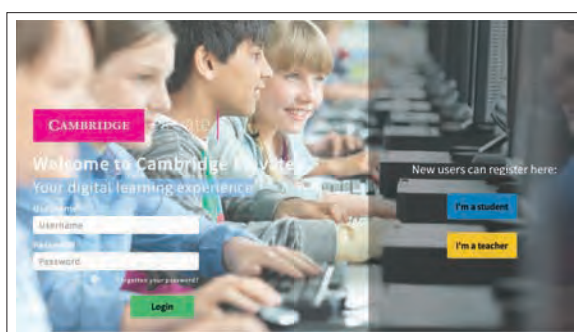 CAMBRIDGE
Welcome to Cambridge Elevate
Your digital learning experience
Username
Username
Password
Password
Forgotten your password?
Login
New users can register here:
I'm a student
I'm a teacher